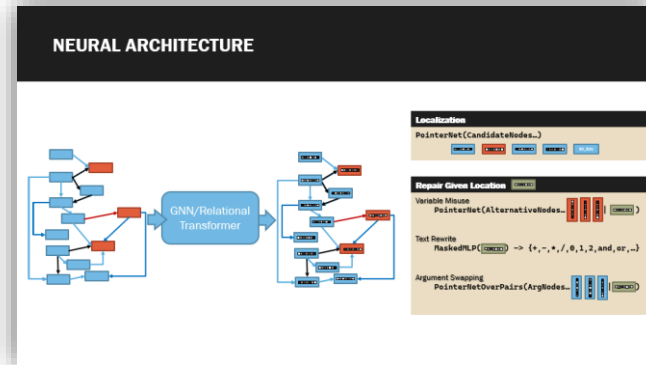 NEURAL ARCHITECTURE
GNN/Relational
Transformer
Localization
PointerNet(CandidateNodes…)
NO_BUG
Repair Given Location
Variable Misuse
PointerNet(AlternativeNodes… | )
Text Rewrite
MaskedMLP( ) -> {+,-,*,/,0,1,2,and,or,…}
Argument Swapping
PointerNetOverPairs(ArgNodes… | )